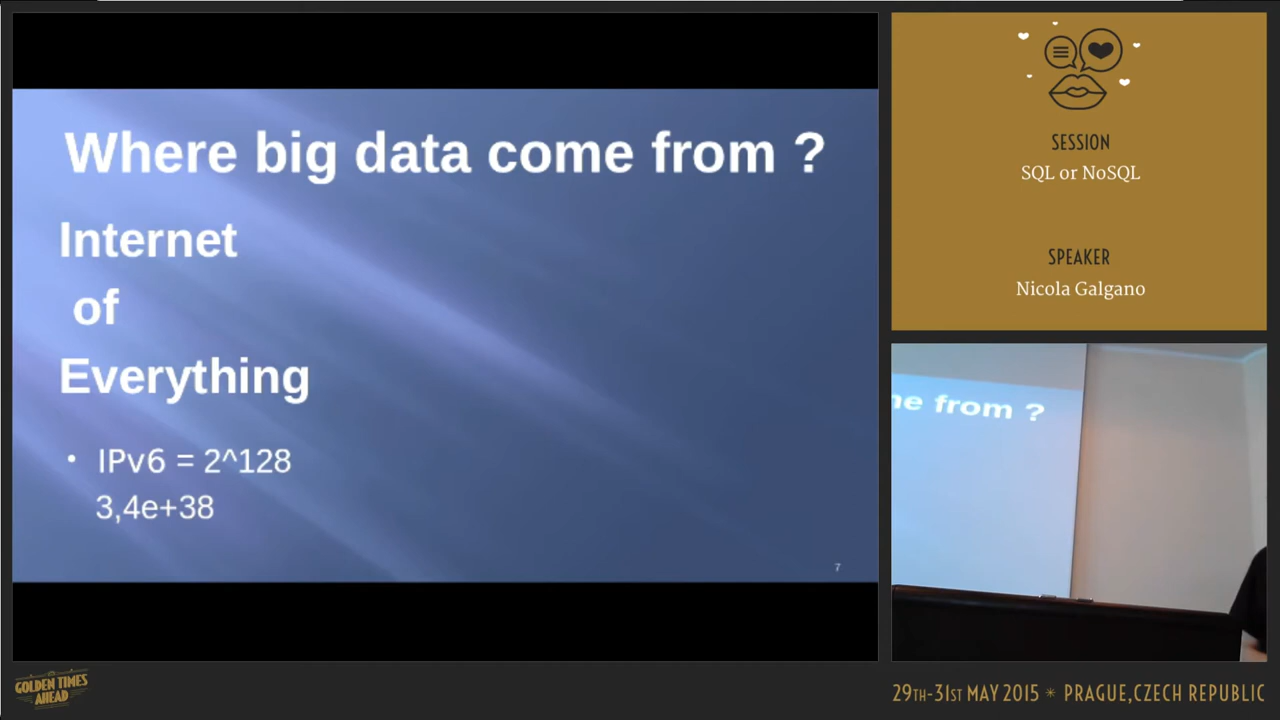 Where big data come from ?
Internet
of
Everything
• IPv6 = 2^128
3,4e+38
7
SESSION
SQL or NoSQL
SPEAKER
Nicola Galgano
me from ?
GOLDEN TIMES
AHEAD
29TH-31ST MAY 2015 * PRAGUE,CZECH REPUBLIC